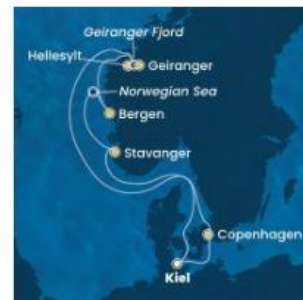 Geiranger Fjord
Hellesylt
Geiranger
Norwegian Sea
Bergen
Stavanger
Copenhagen
Kiel